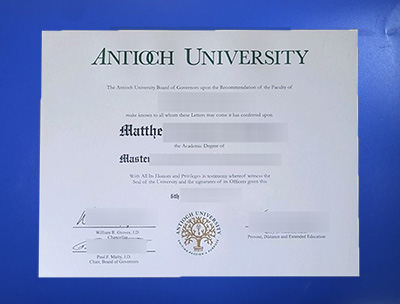 ANTIOCH UNIVERSITY
The Antioch University Board of Governors upon the Recommendation of the Faculty of
make known to all whom these Letters may come it has conferred upon
Matthe
the Academic Degree of
Master
With All Its Honors and Privileges in testimony whereof witness the
Seal of the University and the signatures of its Officers given this
6th
William R. Groves, J.D.
Chancellor
Paul F. Mutty, J.D.
Chair, Board of Governors
ANTIOCH UNIVERSITY
Provost, Distance and Extended Education